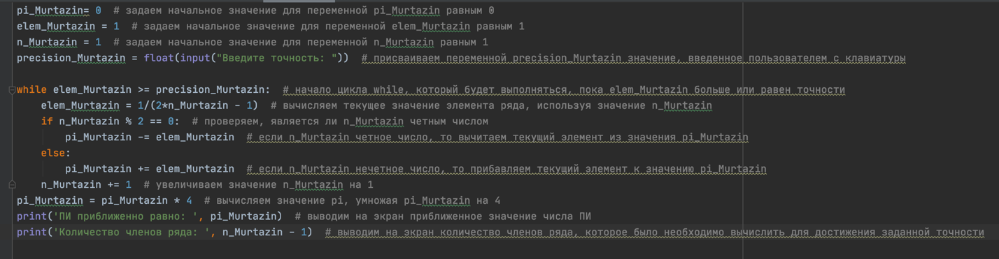 pi_Murtazin= 0  # задаем начальное значение для переменной pi_Murtazin равным 0
elem_Murtazin = 1  # задаем начальное значение для переменной elem_Murtazin равным 1
n_Murtazin = 1  # задаем начальное значение для переменной n_Murtazin равным 1
precision_Murtazin = float(input("Введите точность: "))  # присваиваем переменной precision_Murtazin значение, введенное пользователем с клавиатуры

while elem_Murtazin >= precision_Murtazin:  # начало цикла while, который будет выполняться, пока elem_Murtazin больше или равен точности
    elem_Murtazin = 1/(2*n_Murtazin - 1)  # вычисляем текущее значение элемента ряда, используя значение n_Murtazin
    if n_Murtazin % 2 == 0:  # проверяем, является ли n_Murtazin четным числом
        pi_Murtazin -= elem_Murtazin  # если n_Murtazin четное число, то вычитаем текущий элемент из значения pi_Murtazin
    else:
        pi_Murtazin += elem_Murtazin  # если n_Murtazin нечетное число, то прибавляем текущий элемент к значению pi_Murtazin
    n_Murtazin += 1  # увеличиваем значение n_Murtazin на 1
pi_Murtazin = pi_Murtazin * 4  # вычисляем значение pi, умножая pi_Murtazin на 4
print('ПИ приближенно равно: ', pi_Murtazin)  # выводим на экран приближенное значение числа ПИ
print('Количество членов ряда: ', n_Murtazin - 1)  # выводим на экран количество членов ряда, которое было необходимо вычислить для достижения заданной точности